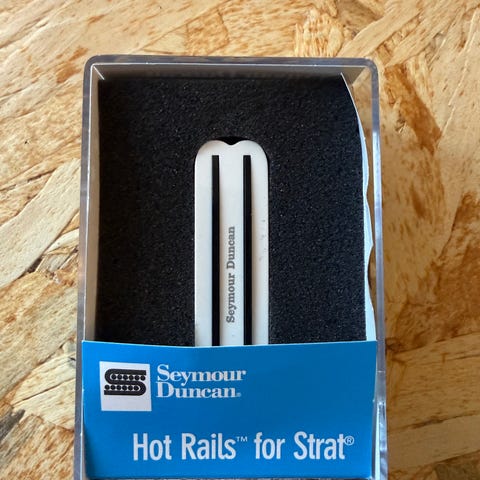 Seymour Duncan
Seymour
Duncan®
Hot Rails™ for Strat®